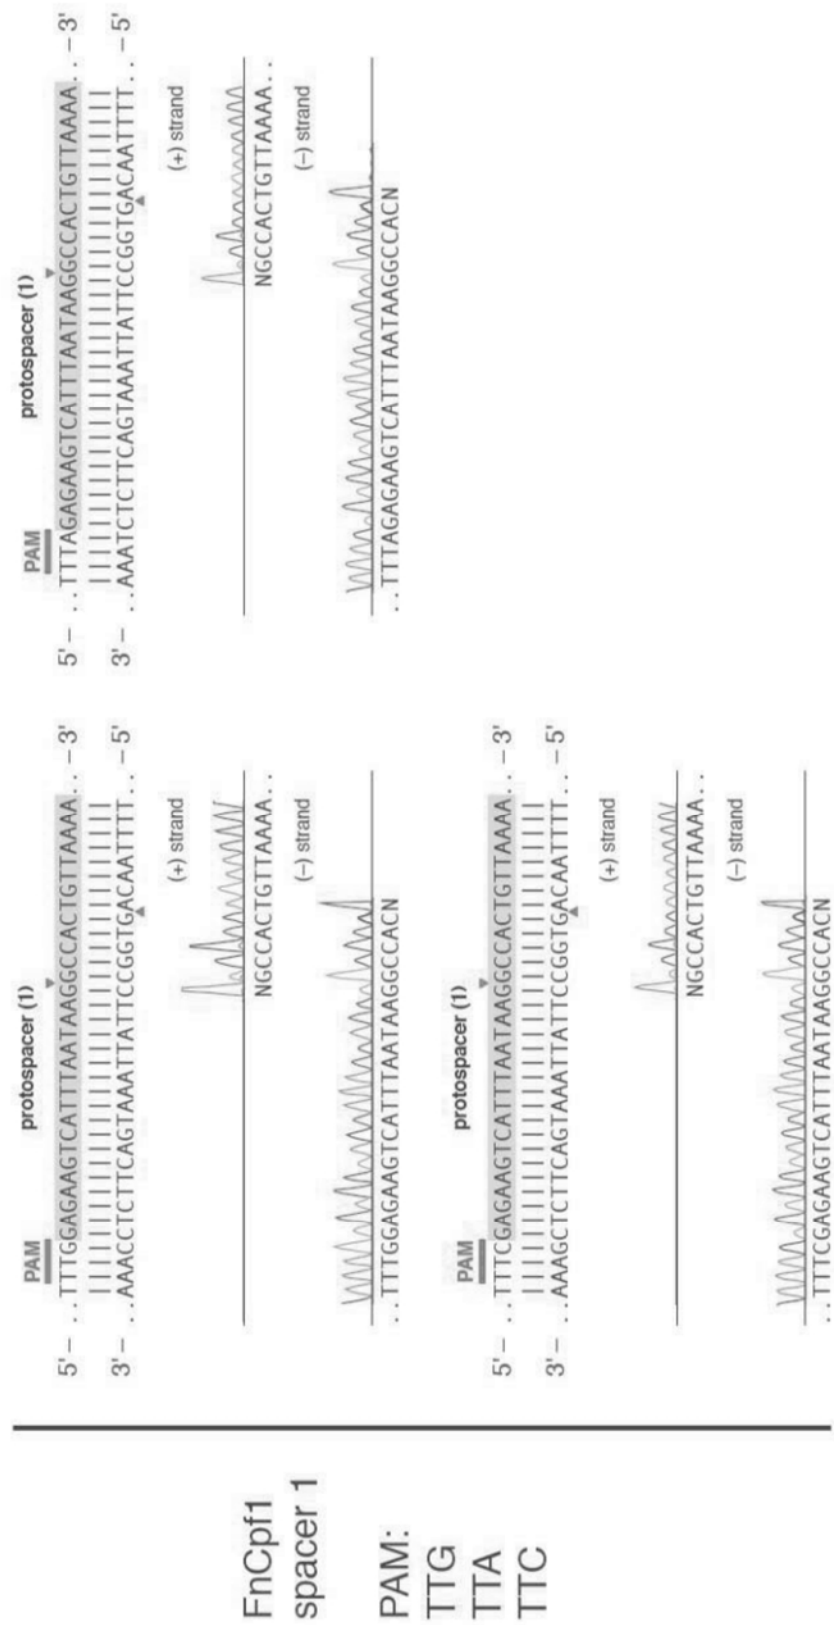 FnCpf1
spacer 1
PAM:
TTG
TTA
TTC
PAM
protospacer (1)
5'– ..TTTGGAGAAGTCATTTAATAAGGCCACTGTTAAAA.. –3'
3'– ..AAACCTCTTCAGTAAATTATTCCGGTGACAATTTT.. –5'
(+) strand
NGCCACTGTTAAAA..
(–) strand
..TTTGGAGAAGTCATTTAATAAGGCCACN
PAM
protospacer (1)
5'– ..TTTAGAGAAGTCATTTAATAAGGCCACTGTTAAAA.. –3'
3'– ..AAATCTCTTCAGTAAATTATTCCGGTGACAATTTT.. –5'
(+) strand
NGCCACTGTTAAAA..
(–) strand
..TTTAGAGAAGTCATTTAATAAGGCCACN
PAM
protospacer (1)
5'– ..TTTCGAGAAGTCATTTAATAAGGCCACTGTTAAAA.. –3'
3'– ..AAAGCTCTTCAGTAAATTATTCCGGTGACAATTTT.. –5'
(+) strand
NGCCACTGTTAAAA..
(–) strand
..TTTCGAGAAGTCATTTAATAAGGCCACN